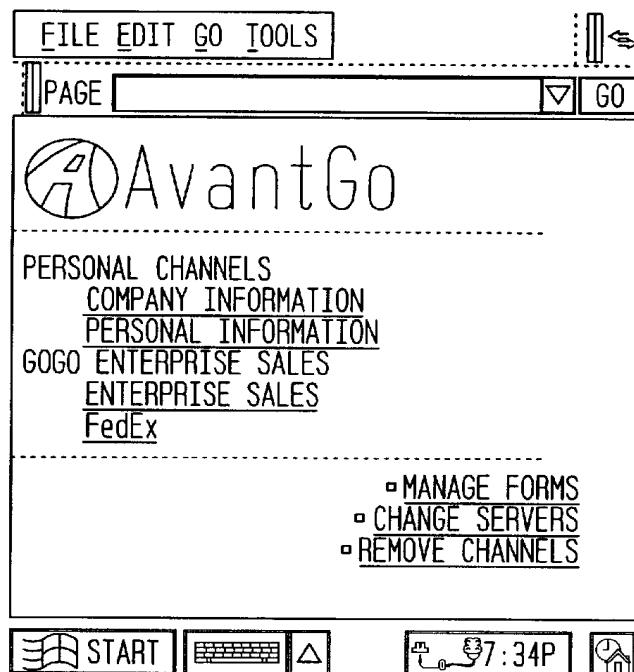 FILE EDIT GO TOOLS
PAGE GO
AvantGo
PERSONAL CHANNELS
COMPANY INFORMATION
PERSONAL INFORMATION
GOGO ENTERPRISE SALES
ENTERPRISE SALES
FedEx
MANAGE FORMS
CHANGE SERVERS
REMOVE CHANNELS
START 7:34P